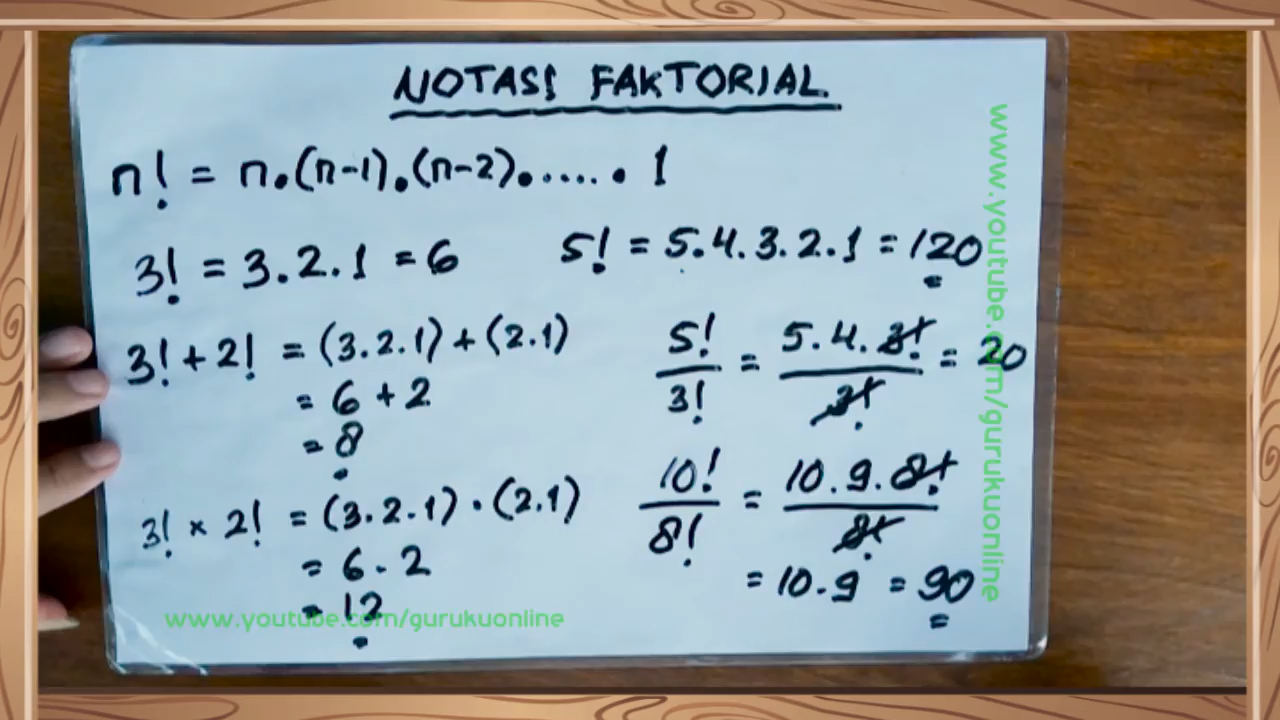 NOTASI FAKTORIAL.
n! = n.(n-1).(n-2). ..... . 1
3! = 3.2.1 = 6
5! = 5.4.3.2.1 = 120
3! + 2! = (3.2.1) + (2.1)
= 6 + 2
= 8
3! × 2! = (3.2.1) . (2.1)
= 6 . 2
= 12
5!/3! = 5.4.3!/3! = 20
10!/8! = 10.9.8!/8!
= 10.9 = 90
www.youtube.com/gurukuonline
www.youtube.com/gurukuonline